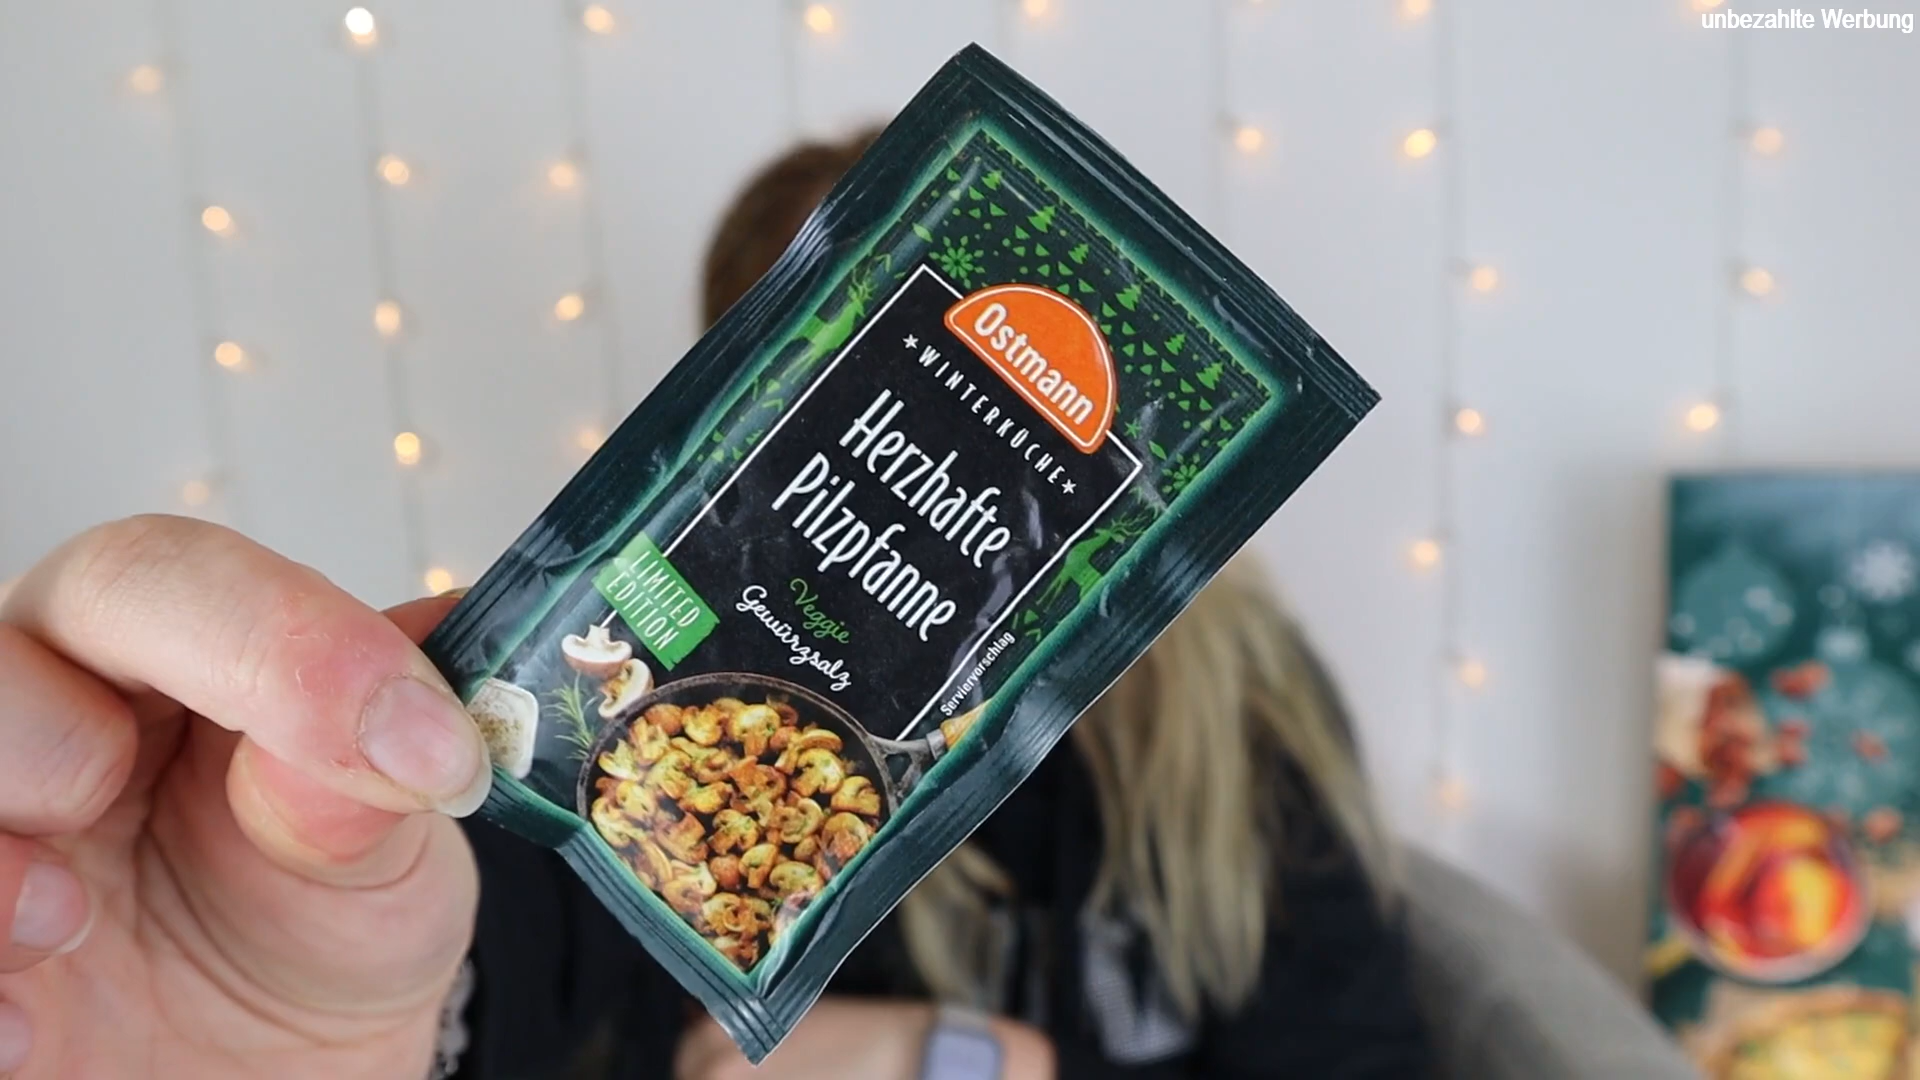 unbezahlte Werbung
Ostmann
*WINTERKÜCHE*
Herzhafte
Pilzpfanne
Veggie
Gewürzsalz
LIMITED
EDITION
Serviervorschlag